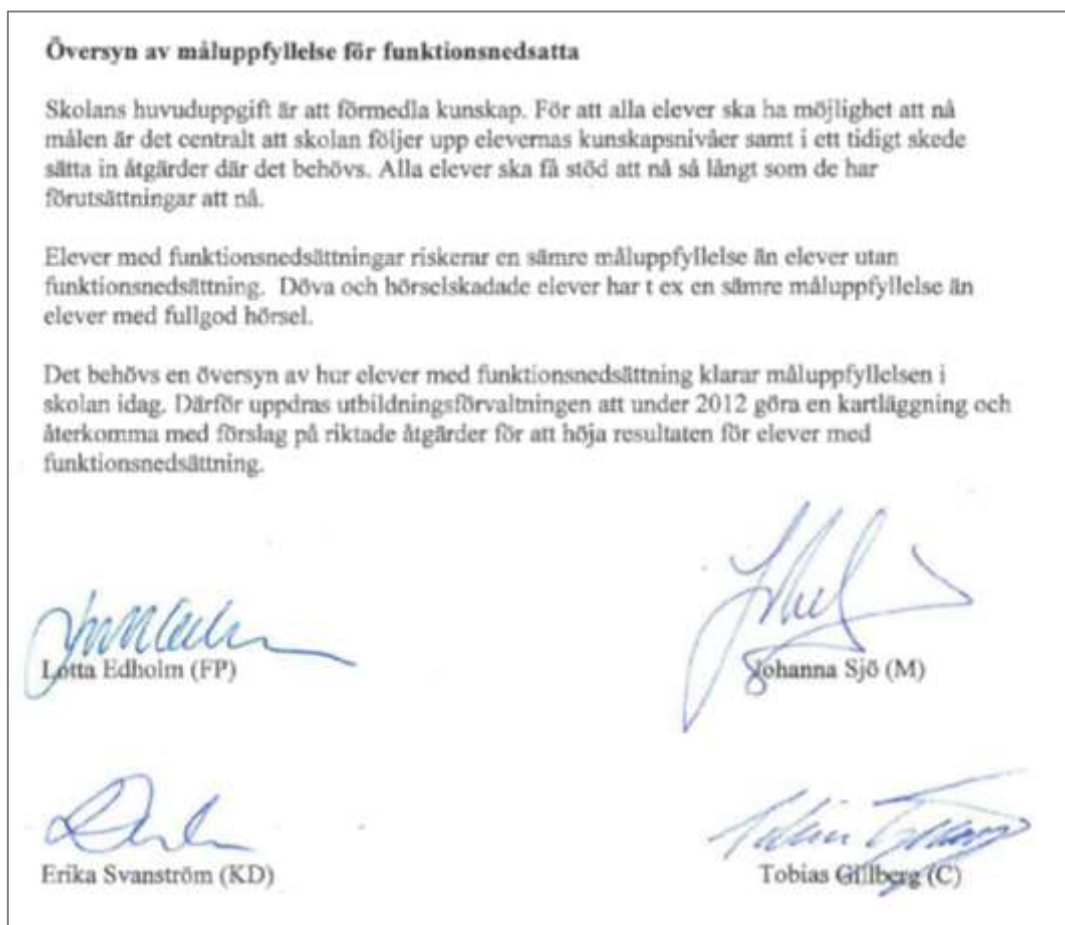 Översyn av måluppfyllelse för funktionsnedsatta
Skolans huvuduppgift är att förmedla kunskap. För att alla elever ska ha möjlighet att nå
målen är det centralt att skolan följer upp elevernas kunskapsnivåer samt i ett tidigt skede
sätta in åtgärder där det behövs. Alla elever ska få stöd att nå så långt som de har
förutsättningar att nå.
Elever med funktionsnedsättningar riskerar en sämre måluppfyllelse än elever utan
funktionsnedsättning. Döva och hörselskadade elever har t ex en sämre måluppfyllelse än
elever med fullgod hörsel.
Det behövs en översyn av hur elever med funktionsnedsättning klarar måluppfyllelsen i
skolan idag. Därför uppdras utbildningsförvaltningen att under 2012 göra en kartläggning och
återkomma med förslag på riktade åtgärder för att höja resultaten för elever med
funktionsnedsättning.
Lotta Edholm (FP)
Johanna Sjö (M)
Erika Svanström (KD)
Tobias Gillberg (C)